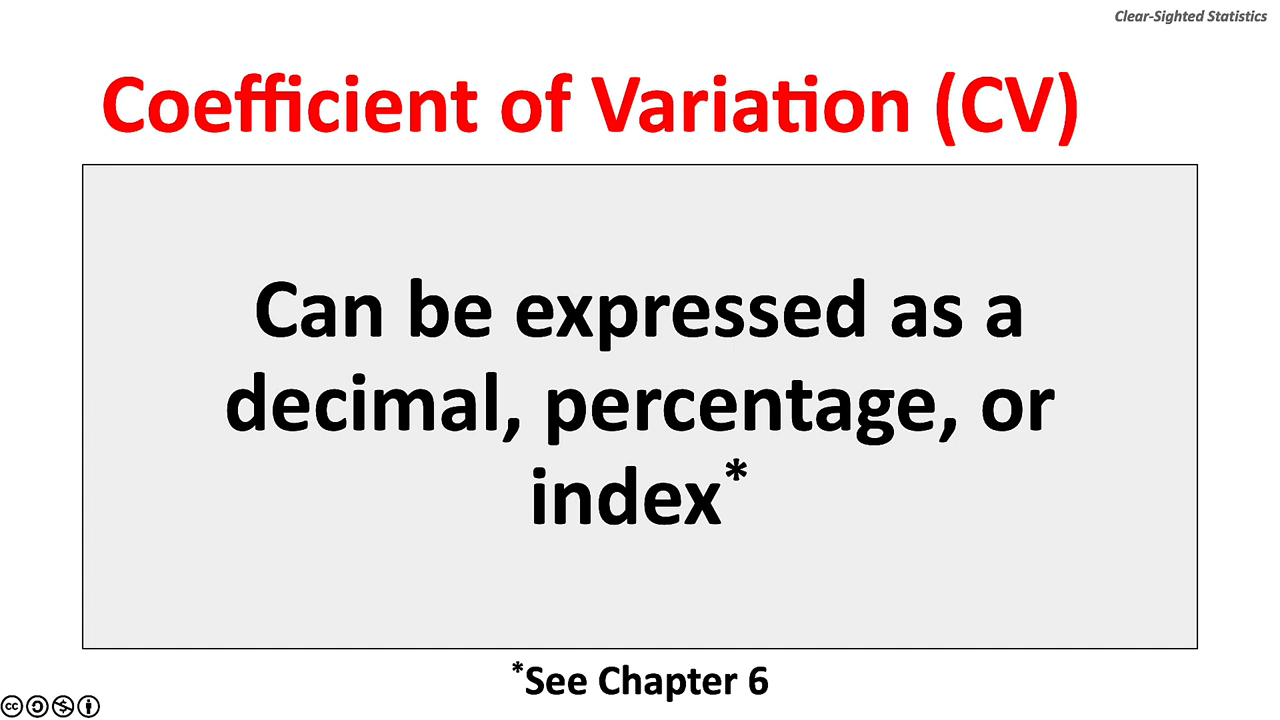 Clear-Sighted Statistics
Coefficient of Variation (CV)
Can be expressed as a
decimal, percentage, or
index*
*See Chapter 6